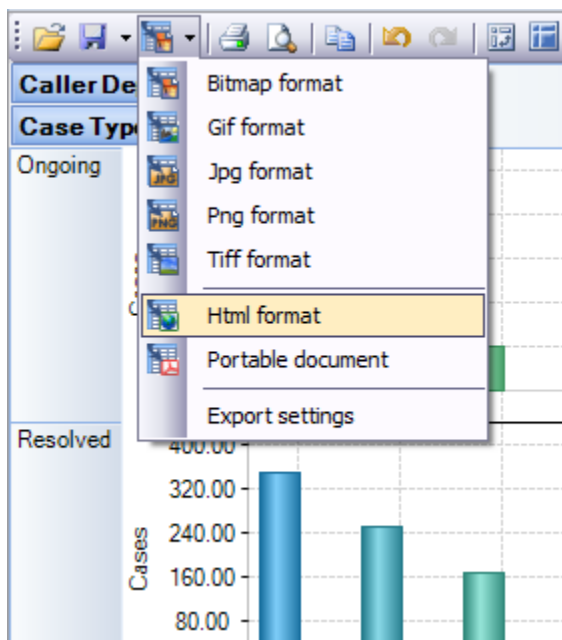 Caller De
Case Typ
Bitmap format
Gif format
Jpg format
Png format
Tiff format
Html format
Portable document
Export settings
Ongoing
Resolved
400.00
320.00
240.00
160.00
80.00
Cases